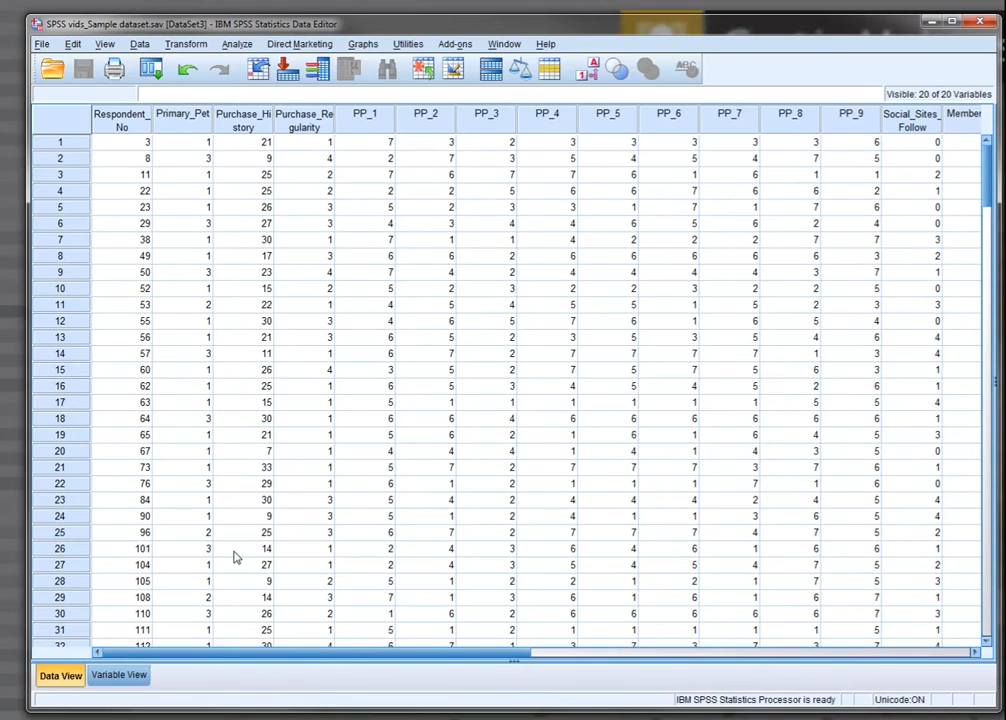 SPSS vids_Sample dataset.sav [DataSet3] - IBM SPSS Statistics Data Editor
File Edit View Data Transform Analyze Direct Marketing Graphs Utilities Add-ons Window Help
Visible: 20 of 20 Variables
Respondent_No Primary_Pet Purchase_History Purchase_Regularity PP_1 PP_2 PP_3 PP_4 PP_5 PP_6 PP_7 PP_8 PP_9 Social_Sites_Follow Member
1 3 1 21 1 7 3 2 3 3 3 3 3 6 0
2 8 3 9 4 2 7 3 5 4 5 4 7 5 0
3 11 1 25 2 7 6 7 7 6 1 6 1 1 2
4 22 1 25 2 2 2 5 6 6 7 6 6 2 1
5 23 1 26 3 5 2 3 3 1 7 1 7 6 0
6 29 3 27 3 4 3 4 4 6 5 6 2 4 0
7 38 1 30 1 7 1 1 4 2 2 2 7 7 3
8 49 1 17 3 6 6 2 6 6 6 6 6 3 2
9 50 3 23 4 7 4 2 4 4 4 4 3 7 1
10 52 1 15 2 5 2 3 2 2 3 2 2 5 0
11 53 2 22 1 4 5 4 5 5 1 5 2 3 3
12 55 1 30 3 4 6 5 7 6 1 6 5 4 0
13 56 1 21 3 6 5 2 3 5 3 5 4 6 4
14 57 3 11 1 6 7 2 7 7 7 7 1 3 4
15 60 1 26 4 3 5 2 7 5 7 5 6 3 1
16 62 1 25 1 6 5 3 4 5 4 5 2 6 1
17 63 1 15 1 5 1 2 1 1 1 1 5 5 4
18 64 3 30 1 6 6 4 6 6 6 6 6 6 1
19 65 1 21 1 5 6 2 1 6 1 6 4 5 3
20 67 1 7 1 4 4 4 1 4 1 4 3 5 0
21 73 1 33 1 5 7 2 7 7 7 3 7 6 1
22 76 3 29 1 6 1 2 1 1 1 7 1 6 0
23 84 1 30 3 5 4 2 4 4 4 2 4 5 4
24 90 1 9 3 5 1 2 4 1 1 3 6 5 4
25 96 2 25 3 6 7 2 7 7 7 4 7 5 2
26 101 3 14 1 2 4 3 6 4 6 1 6 6 1
27 104 1 27 1 2 4 3 5 4 5 4 7 5 2
28 105 1 9 2 5 1 2 2 1 2 1 7 5 3
29 108 2 14 3 7 1 3 6 1 6 1 6 7 1
30 110 3 26 2 1 6 2 6 6 6 6 6 7 3
31 111 1 25 1 5 1 2 1 1 1 1 1 5 1
Data View Variable View
IBM SPSS Statistics Processor is ready Unicode:ON